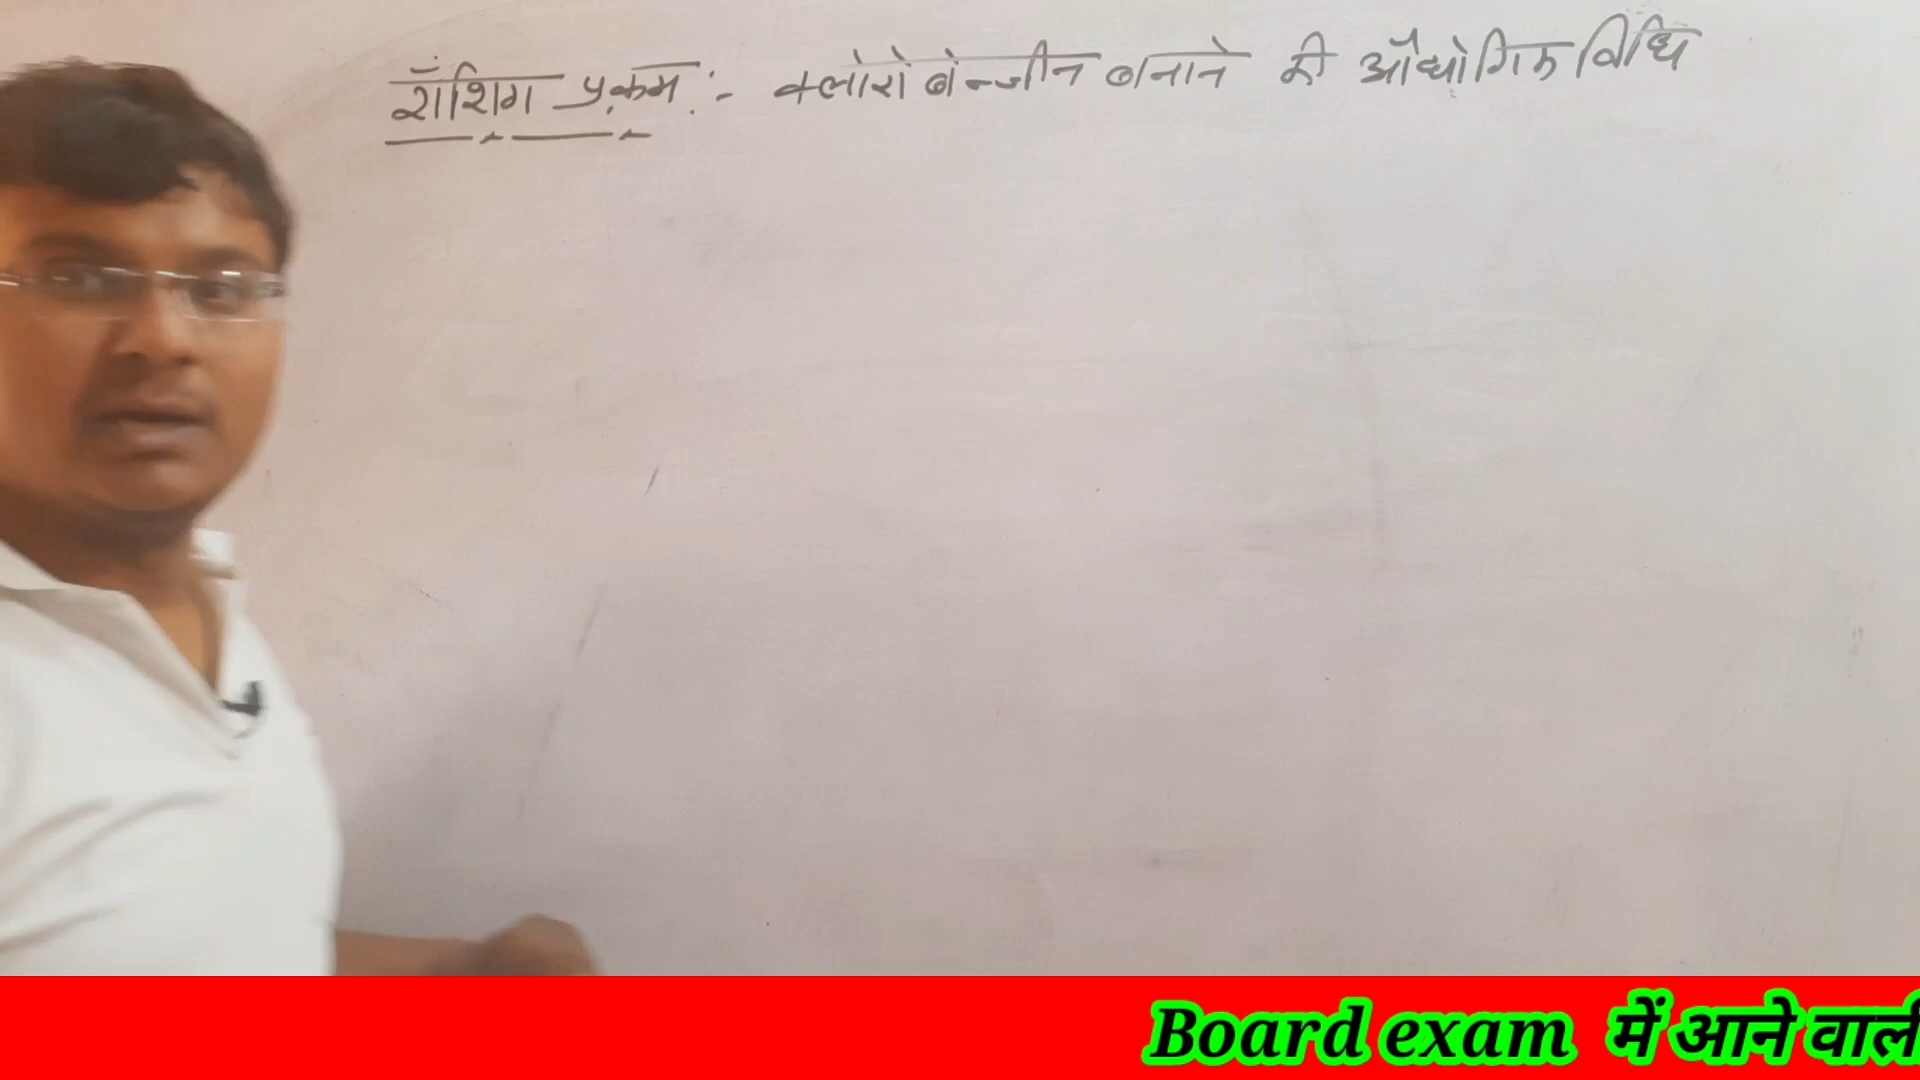 रॉशिग प्रक्रम :- क्लोरो बेन्जीन बनाने की औद्योगिक विधि
Board exam में आने वाली